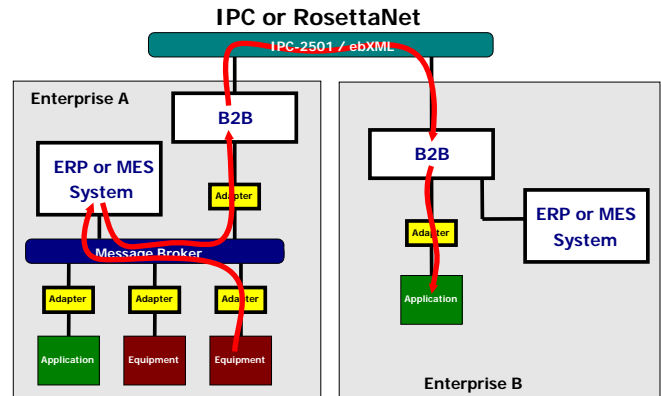 IPC or RosettaNet
IPC-2501 / ebXML
Enterprise A
B2B
ERP or MES
System
Adapter
Message Broker
Adapter
Adapter
Adapter
Application
Equipment
Equipment
B2B
ERP or MES
System
Adapter
Application
Enterprise B